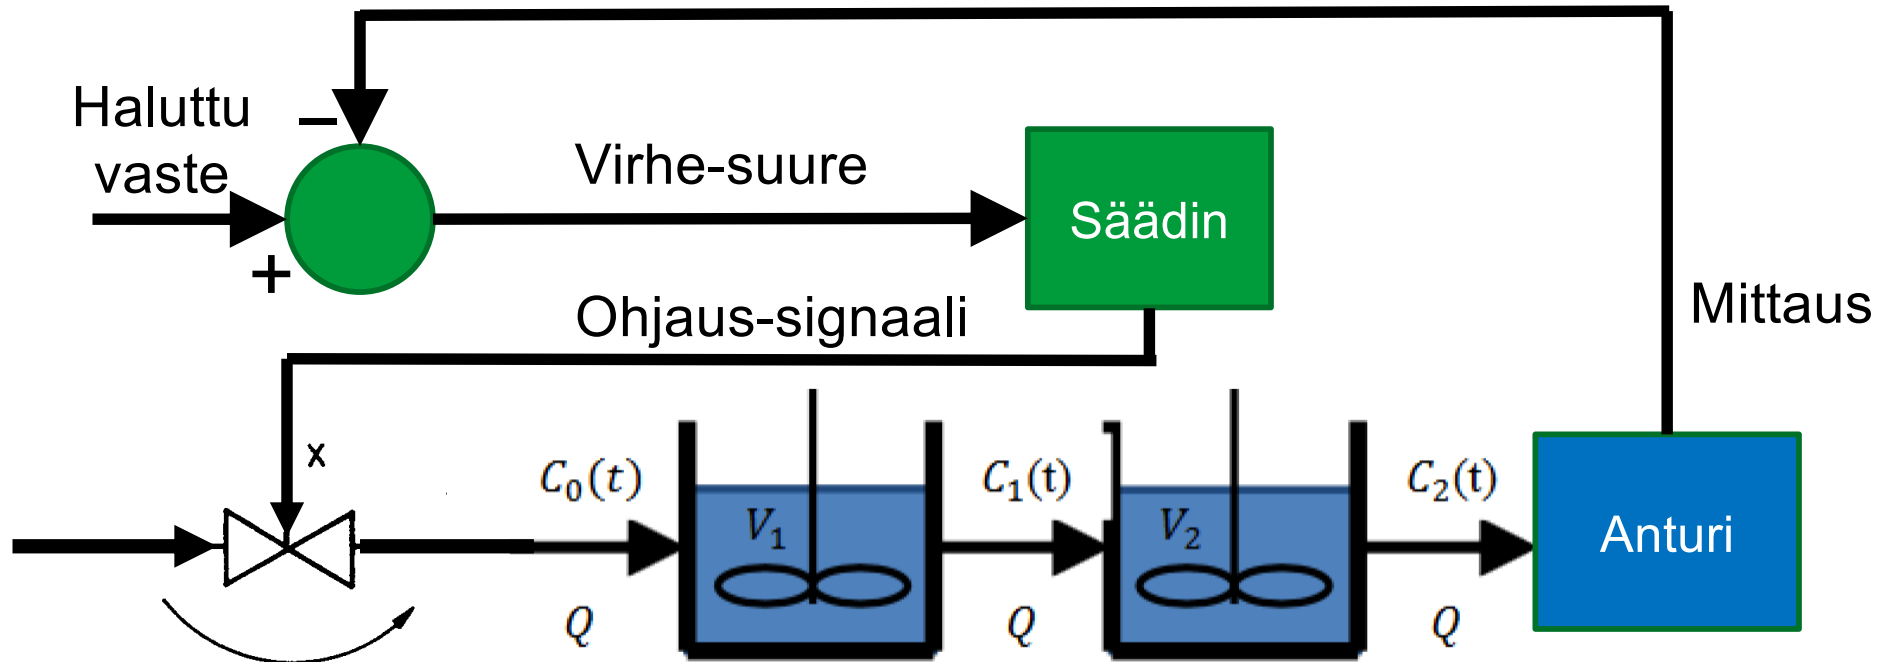 Haluttu
vaste
–
+
Virhe-suure
Säädin
Ohjaus-signaali
Mittaus
x
C₀(t)
C₁(t)
C₂(t)
V₁
V₂
Anturi
Q
Q
Q